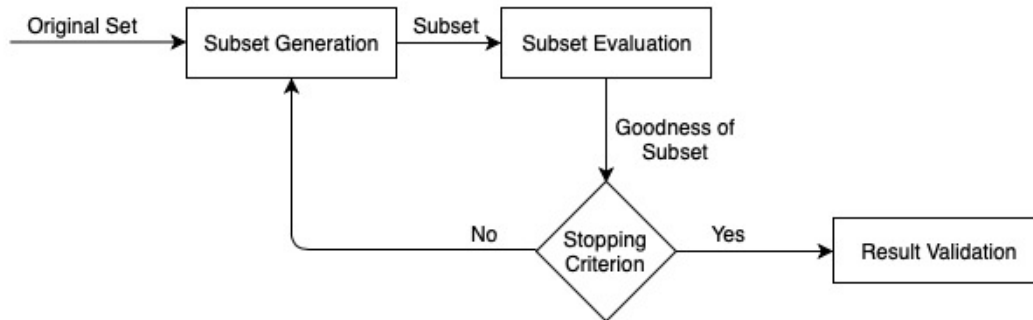 Original Set
Subset Generation
Subset
Subset Evaluation
Goodness of
Subset
No
Stopping
Criterion
Yes
Result Validation